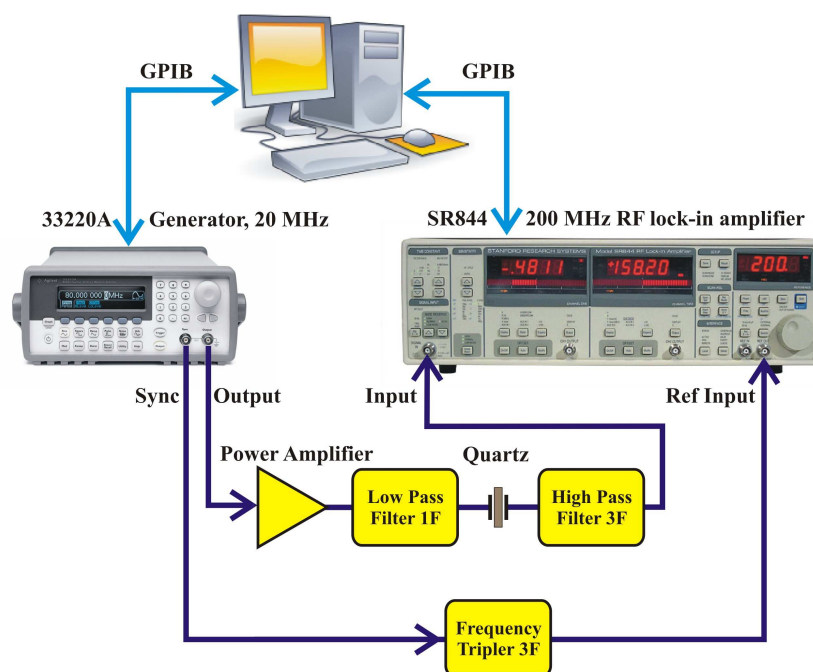 GPIB
GPIB
33220A
Generator, 20 MHz
SR844
200 MHz RF lock-in amplifier
80.000 000 0MHz
STANFORD RESEARCH SYSTEMS
Model SR844 RF Lock-In Amplifier
-.4811
158.20
200.
Sync
Output
Input
Ref Input
Power Amplifier
Quartz
Low Pass
Filter 1F
High Pass
Filter 3F
Frequency
Tripler 3F